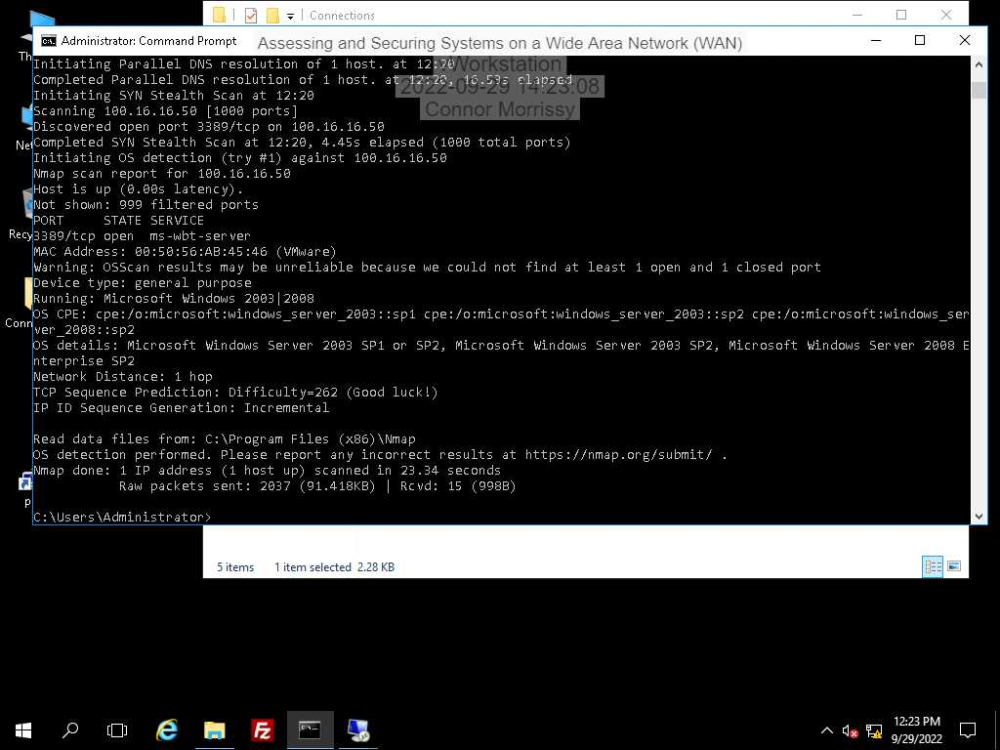 Connections
Administrator: Command Prompt
Assessing and Securing Systems on a Wide Area Network (WAN)
Workstation
2022-09-29 14:23:08
Connor Morrissy
Initiating Parallel DNS resolution of 1 host. at 12:20
Completed Parallel DNS resolution of 1 host. at 12:20, 16.53s elapsed
Initiating SYN Stealth Scan at 12:20
Scanning 100.16.16.50 [1000 ports]
Discovered open port 3389/tcp on 100.16.16.50
Completed SYN Stealth Scan at 12:20, 4.45s elapsed (1000 total ports)
Initiating OS detection (try #1) against 100.16.16.50
Nmap scan report for 100.16.16.50
Host is up (0.00s latency).
Not shown: 999 filtered ports
PORT     STATE SERVICE
3389/tcp open  ms-wbt-server
MAC Address: 00:50:56:AB:45:46 (VMware)
Warning: OSScan results may be unreliable because we could not find at least 1 open and 1 closed port
Device type: general purpose
Running: Microsoft Windows 2003|2008
OS CPE: cpe:/o:microsoft:windows_server_2003::sp1 cpe:/o:microsoft:windows_server_2003::sp2 cpe:/o:microsoft:windows_ser
ver_2008::sp2
OS details: Microsoft Windows Server 2003 SP1 or SP2, Microsoft Windows Server 2003 SP2, Microsoft Windows Server 2008 E
nterprise SP2
Network Distance: 1 hop
TCP Sequence Prediction: Difficulty=262 (Good luck!)
IP ID Sequence Generation: Incremental
Read data files from: C:\Program Files (x86)\Nmap
OS detection performed. Please report any incorrect results at https://nmap.org/submit/ .
Nmap done: 1 IP address (1 host up) scanned in 23.34 seconds
Raw packets sent: 2037 (91.418KB) | Rcvd: 15 (998B)
C:\Users\Administrator>
Th
Net
Recy
Conn
p
5 items
1 item selected 2.28 KB
12:23 PM
9/29/2022